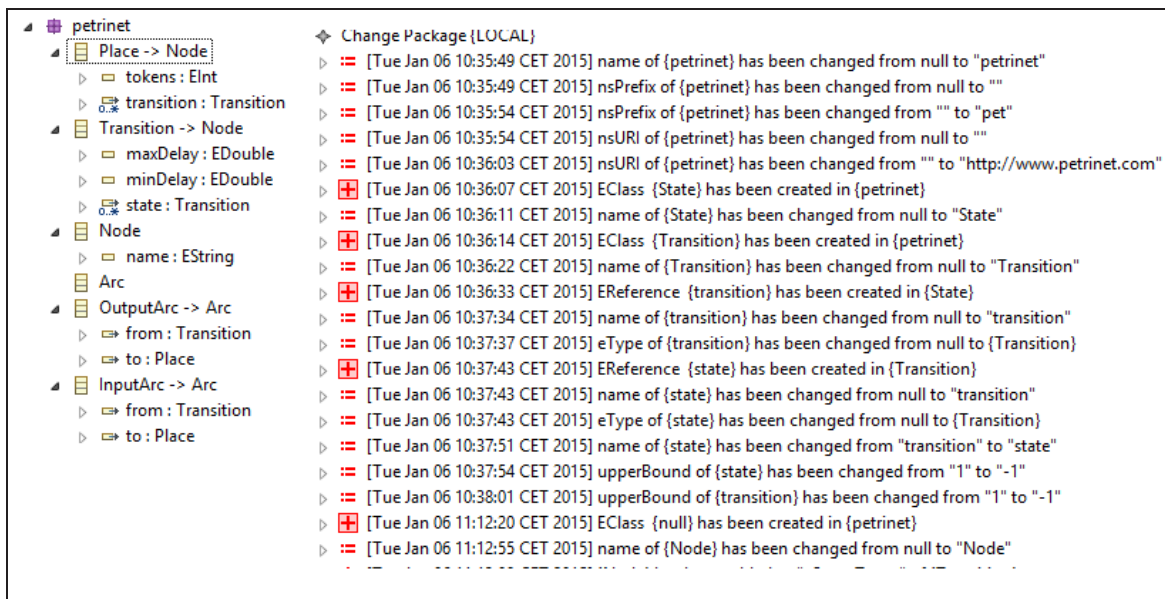 petrinet
Place -> Node
tokens : EInt
0..* transition : Transition
Transition -> Node
maxDelay : EDouble
minDelay : EDouble
0..* state : Transition
Node
name : EString
Arc
OutputArc -> Arc
from : Transition
to : Place
InputArc -> Arc
from : Transition
to : Place
Change Package {LOCAL}
[Tue Jan 06 10:35:49 CET 2015] name of {petrinet} has been changed from null to "petrinet"
[Tue Jan 06 10:35:49 CET 2015] nsPrefix of {petrinet} has been changed from null to ""
[Tue Jan 06 10:35:54 CET 2015] nsPrefix of {petrinet} has been changed from "" to "pet"
[Tue Jan 06 10:35:54 CET 2015] nsURI of {petrinet} has been changed from null to ""
[Tue Jan 06 10:36:03 CET 2015] nsURI of {petrinet} has been changed from "" to "http://www.petrinet.com"
[Tue Jan 06 10:36:07 CET 2015] EClass {State} has been created in {petrinet}
[Tue Jan 06 10:36:11 CET 2015] name of {State} has been changed from null to "State"
[Tue Jan 06 10:36:14 CET 2015] EClass {Transition} has been created in {petrinet}
[Tue Jan 06 10:36:22 CET 2015] name of {Transition} has been changed from null to "Transition"
[Tue Jan 06 10:36:33 CET 2015] EReference {transition} has been created in {State}
[Tue Jan 06 10:37:34 CET 2015] name of {transition} has been changed from null to "transition"
[Tue Jan 06 10:37:37 CET 2015] eType of {transition} has been changed from null to {Transition}
[Tue Jan 06 10:37:43 CET 2015] EReference {state} has been created in {Transition}
[Tue Jan 06 10:37:43 CET 2015] name of {state} has been changed from null to "transition"
[Tue Jan 06 10:37:43 CET 2015] eType of {state} has been changed from null to {Transition}
[Tue Jan 06 10:37:51 CET 2015] name of {state} has been changed from "transition" to "state"
[Tue Jan 06 10:37:54 CET 2015] upperBound of {state} has been changed from "1" to "-1"
[Tue Jan 06 10:38:01 CET 2015] upperBound of {transition} has been changed from "1" to "-1"
[Tue Jan 06 11:12:20 CET 2015] EClass {null} has been created in {petrinet}
[Tue Jan 06 11:12:55 CET 2015] name of {Node} has been changed from null to "Node"